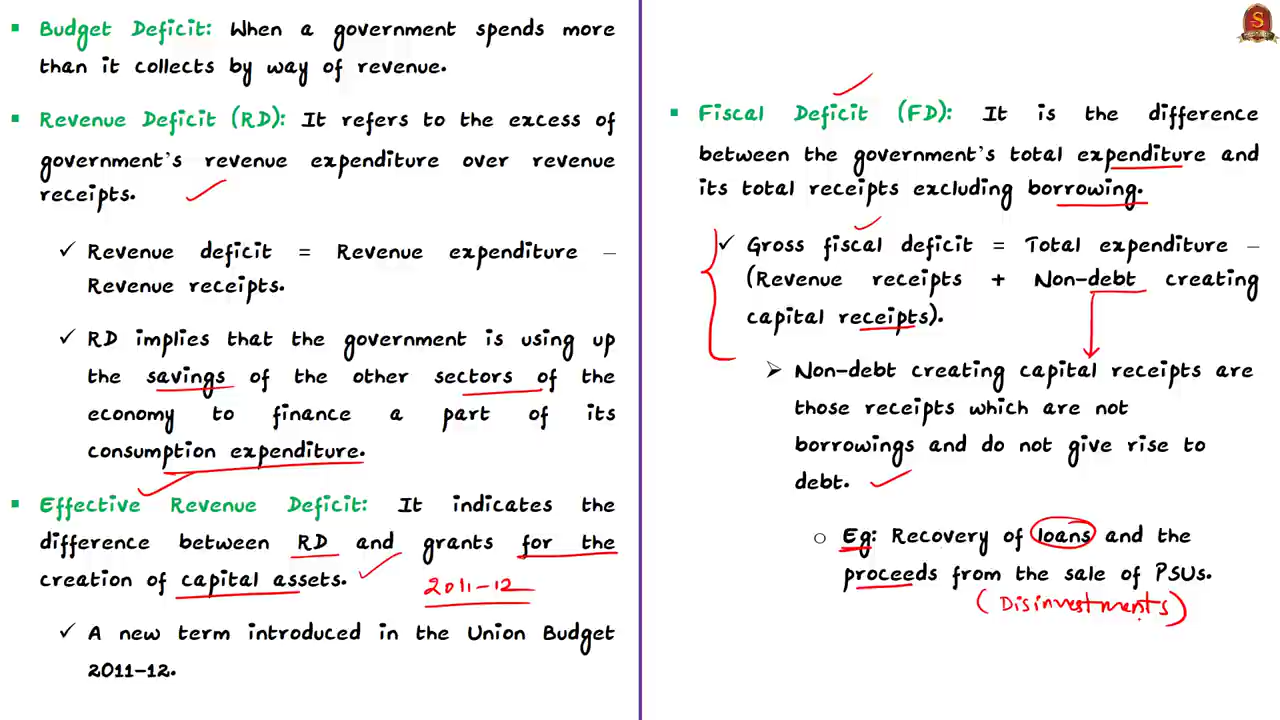 ▪ Budget Deficit: When a government spends more
than it collects by way of revenue.
▪ Revenue Deficit (RD): It refers to the excess of
government's revenue expenditure over revenue
receipts.
✓ Revenue deficit = Revenue expenditure –
Revenue receipts.
✓ RD implies that the government is using up
the savings of the other sectors of the
economy to finance a part of its
consumption expenditure.
▪ Effective Revenue Deficit: It indicates the
difference between RD and grants for the
creation of capital assets.
2011-12
✓ A new term introduced in the Union Budget
2011-12.
▪ Fiscal Deficit (FD): It is the difference
between the government's total expenditure and
its total receipts excluding borrowing.
✓ Gross fiscal deficit = Total expenditure –
(Revenue receipts + Non-debt creating
capital receipts).
➢ Non-debt creating capital receipts are
those receipts which are not
borrowings and do not give rise to
debt.
○ Eg: Recovery of loans and the
proceeds from the sale of PSUs.
(Disinvestments)
S